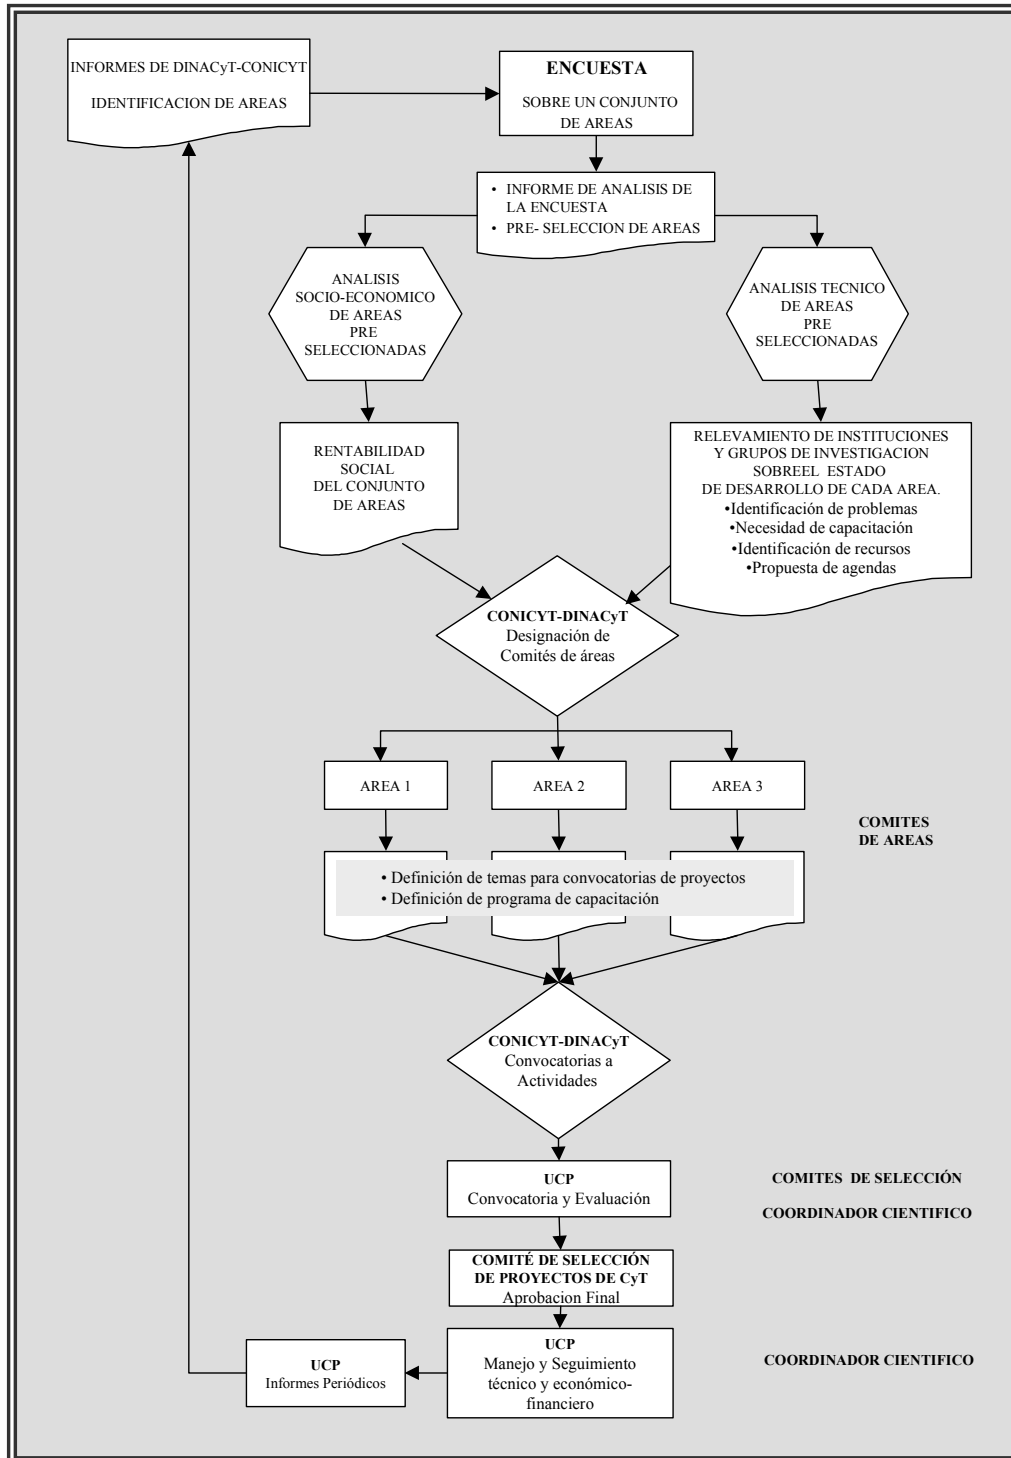 INFORMES DE DINACyT-CONICYT
IDENTIFICACION DE AREAS
ENCUESTA
SOBRE UN CONJUNTO
DE AREAS
• INFORME DE ANALISIS DE
LA ENCUESTA
• PRE- SELECCION DE AREAS
ANALISIS
SOCIO-ECONOMICO
DE AREAS
PRE
SELECCIONADAS
ANALISIS TECNICO
DE AREAS
PRE
SELECCIONADAS
RENTABILIDAD
SOCIAL
DEL CONJUNTO
DE AREAS
RELEVAMIENTO DE INSTITUCIONES
Y GRUPOS DE INVESTIGACION
SOBREEL ESTADO
DE DESARROLLO DE CADA AREA.
•Identificación de problemas
•Necesidad de capacitación
•Identificación de recursos
•Propuesta de agendas
CONICYT-DINACyT
Designación de
Comités de áreas
AREA 1
AREA 2
AREA 3
COMITES
DE AREAS
• Definición de temas para convocatorias de proyectos
• Definición de programa de capacitación
CONICYT-DINACyT
Convocatorias a
Actividades
UCP
Convocatoria y Evaluación
COMITES DE SELECCIÓN
COORDINADOR CIENTIFICO
COMITÉ DE SELECCIÓN
DE PROYECTOS DE CyT
Aprobacion Final
UCP
Manejo y Seguimiento
técnico y económico-
financiero
COORDINADOR CIENTIFICO
UCP
Informes Periódicos